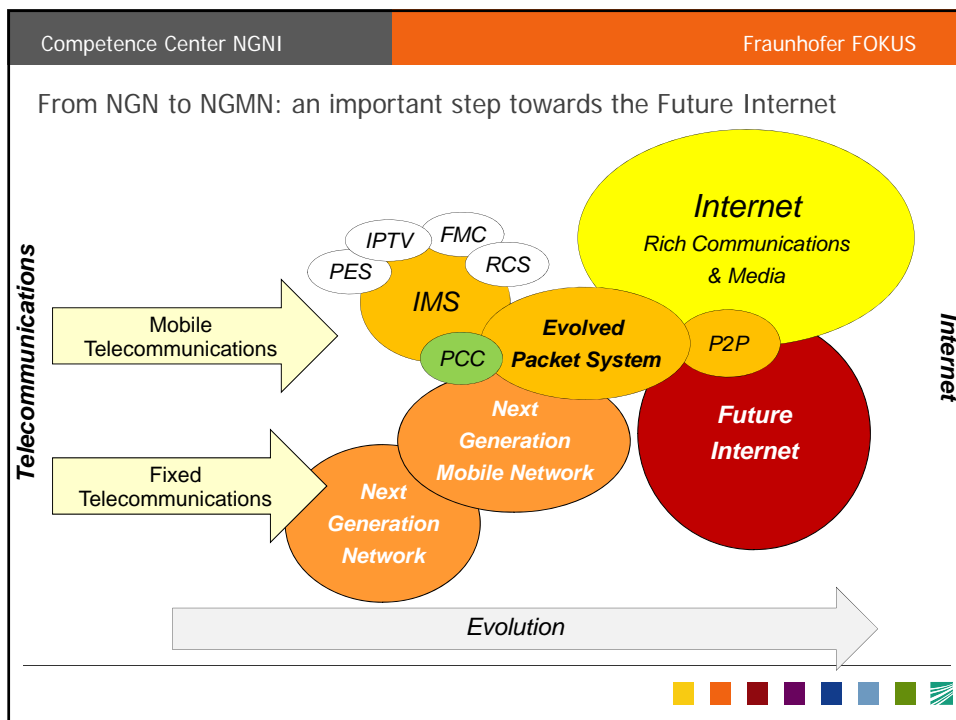 Competence Center NGNI
Fraunhofer FOKUS
From NGN to NGMN: an important step towards the Future Internet
Telecommunications
Mobile
Telecommunications
Fixed
Telecommunications
PES
IPTV
FMC
RCS
IMS
PCC
Evolved
Packet System
P2P
Internet
Rich Communications
& Media
Next
Generation
Mobile Network
Next
Generation
Network
Future
Internet
Internet
Evolution